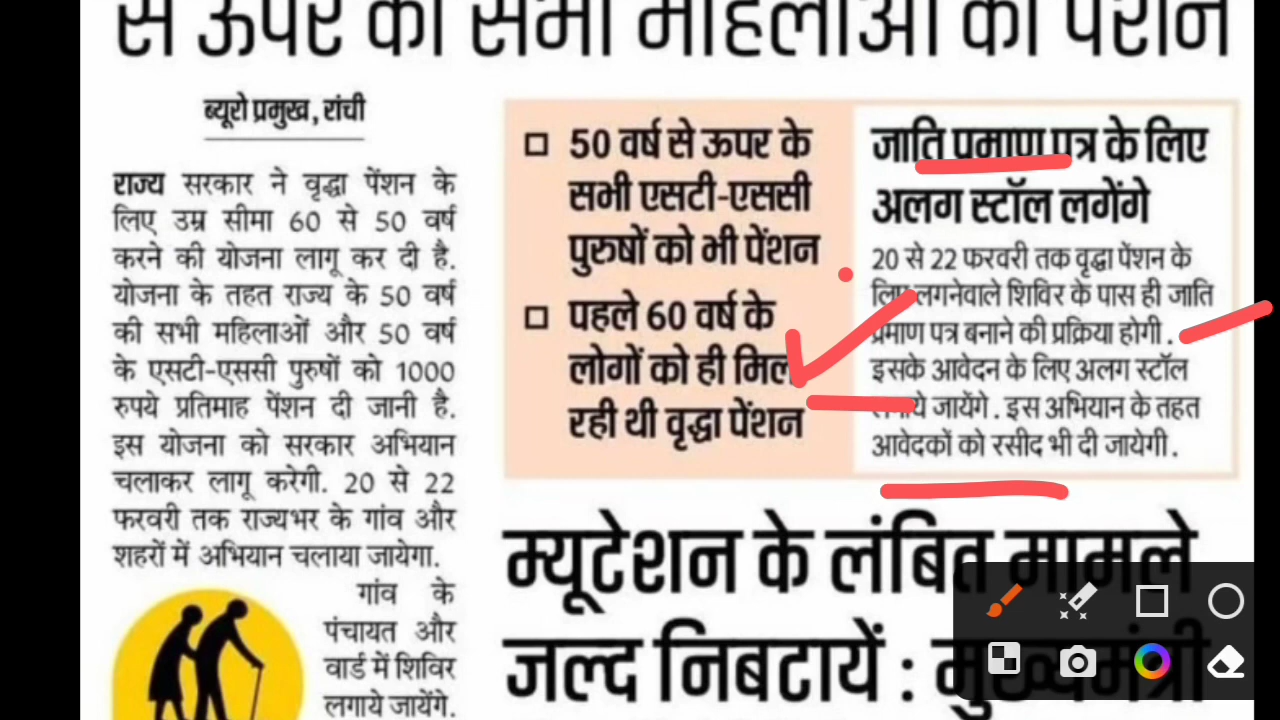 से ऊपर की सभी महिलाओं को पेंशन
ब्यूरो प्रमुख, रांची
राज्य सरकार ने वृद्धा पेंशन के
लिए उम्र सीमा 60 से 50 वर्ष
करने की योजना लागू कर दी है.
योजना के तहत राज्य के 50 वर्ष
की सभी महिलाओं और 50 वर्ष
के एसटी-एससी पुरुषों को 1000
रुपये प्रतिमाह पेंशन दी जानी है.
इस योजना को सरकार अभियान
चलाकर लागू करेगी. 20 से 22
फरवरी तक राज्यभर के गांव और
शहरों में अभियान चलाया जायेगा.
गांव के
पंचायत और
वार्ड में शिविर
लगाये जायेंगे.
50 वर्ष से ऊपर के
सभी एसटी-एससी
पुरुषों को भी पेंशन
पहले 60 वर्ष के
लोगों को ही मिल
रही थी वृद्धा पेंशन
जाति प्रमाण पत्र के लिए
अलग स्टॉल लगेंगे
20 से 22 फरवरी तक वृद्धा पेंशन के
लिए लगनेवाले शिविर के पास ही जाति
प्रमाण पत्र बनाने की प्रक्रिया होगी.
इसके आवेदन के लिए अलग स्टॉल
लगाये जायेंगे. इस अभियान के तहत
आवेदकों को रसीद भी दी जायेगी.
म्यूटेशन के लंबित मामले
जल्द निबटायें : मुख्यमंत्री